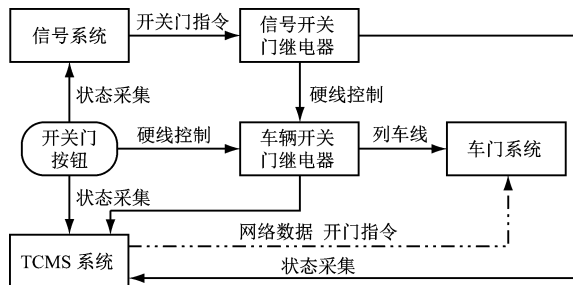 信号系统
开关门指令
信号开关
门继电器
状态采集
硬线控制
开关门
按钮
硬线控制
车辆开关
门继电器
列车线
车门系统
状态采集
网络数据 开门指令
TCMS 系统
状态采集